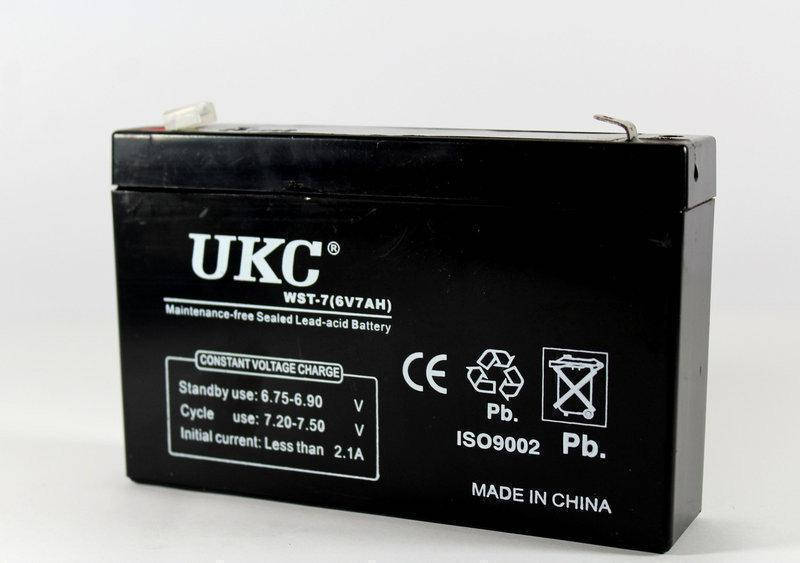 UKC®
WST-7(6V7AH)
Maintenance-free Sealed Lead-acid Battery
CONSTANT VOLTAGE CHARGE
Standby use: 6.75-6.90 V
Cycle use: 7.20-7.50 V
Initial current: Less than 2.1A
CE
Pb.
ISO9002
Pb.
MADE IN CHINA